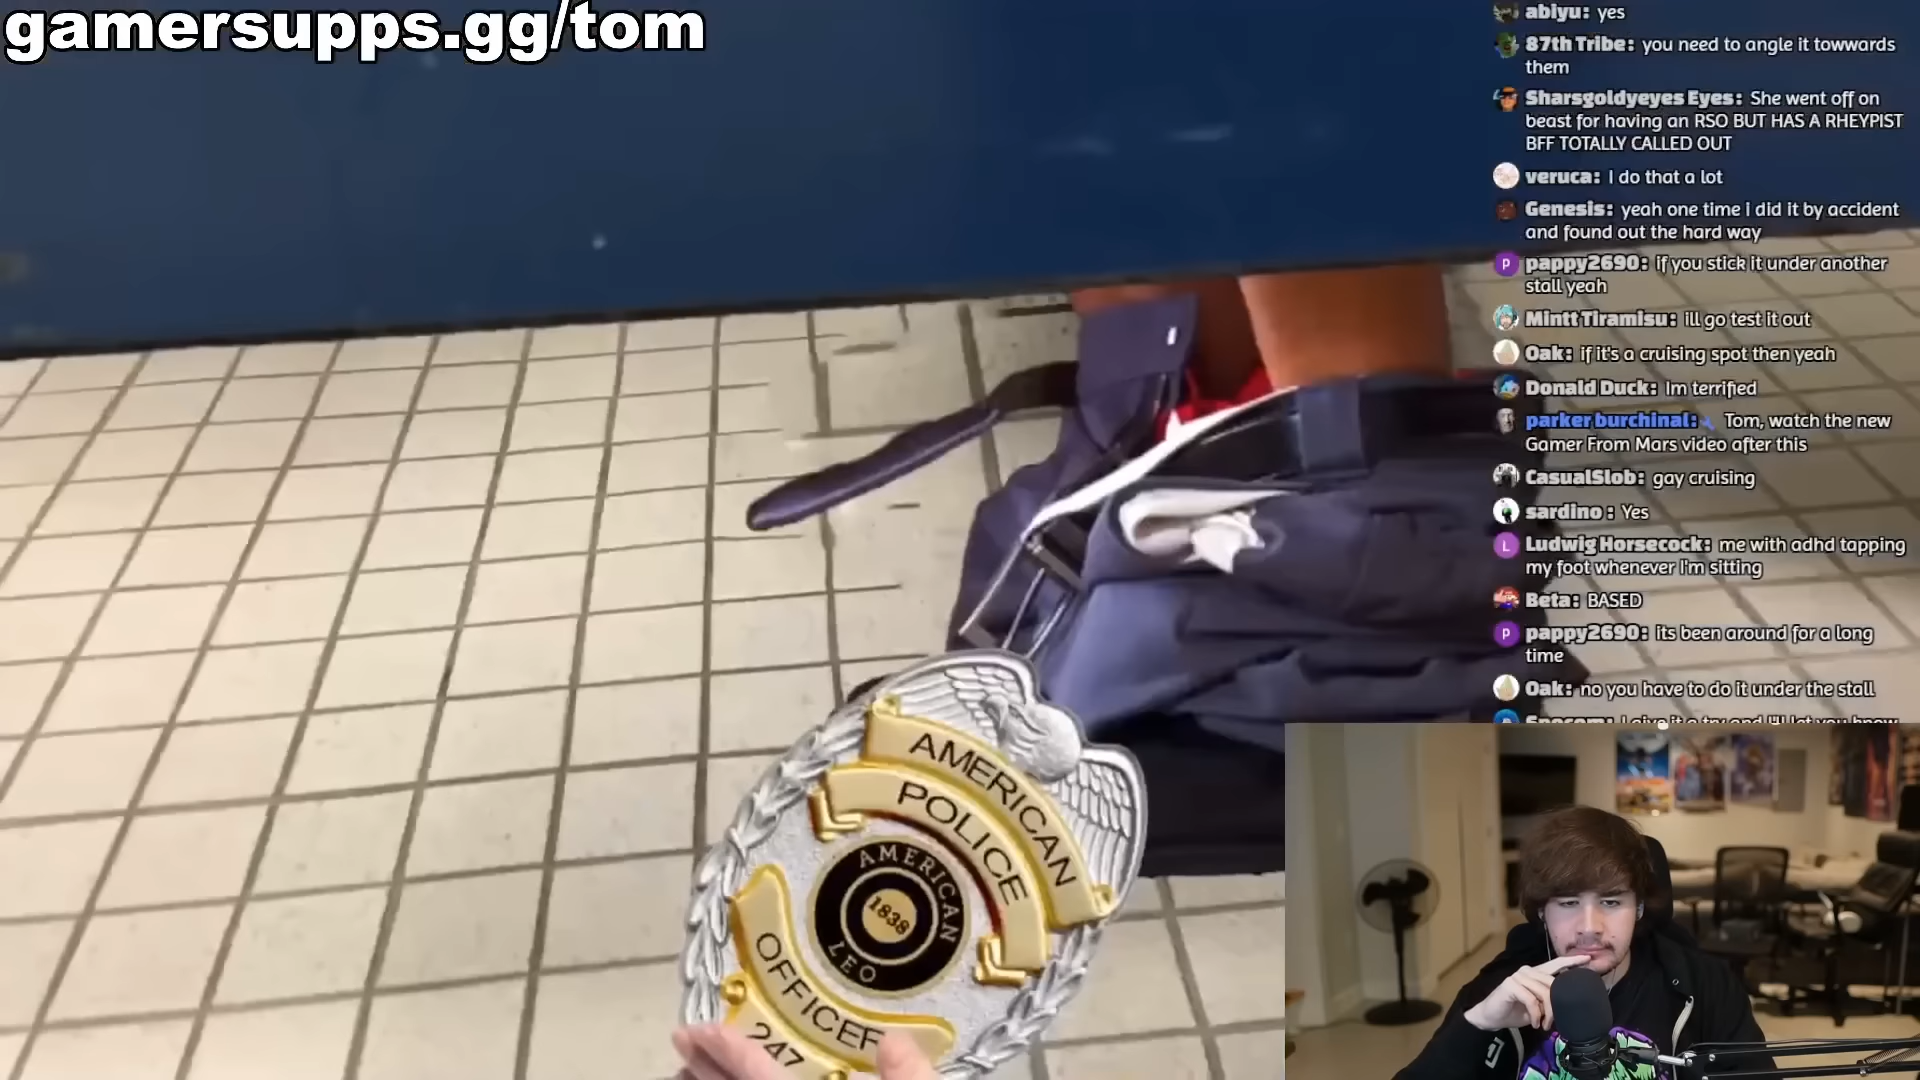 gamersupps.gg/tom
abiyu: yes
87th Tribe: you need to angle it towwards
them
Sharsgoldyeyes Eyes: She went off on
beast for having an RSO BUT HAS A RHEYPIST
BFF TOTALLY CALLED OUT
veruca: I do that a lot
Genesis: yeah one time i did it by accident
and found out the hard way
P pappy2690: if you stick it under another
stall yeah
Mintt Tiramisu: ill go test it out
Oak: if it's a cruising spot then yeah
Donald Duck: Im terrified
parker burchinal: Tom, watch the new
Gamer From Mars video after this
CasualSlob: gay cruising
sardino : Yes
L Ludwig Horsecock: me with adhd tapping
my foot whenever I'm sitting
Beta: BASED
P pappy2690: its been around for a long
time
Oak: no you have to do it under the stall
AMERICAN
POLICE
AMERICAN
1838
LEO
OFFICER
247